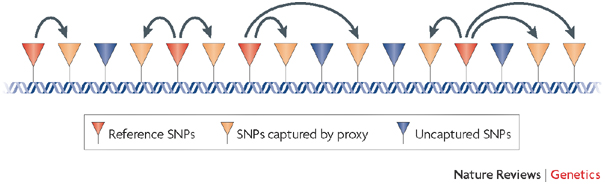 Reference SNPs SNPs captured by proxy Uncaptured SNPs
Nature Reviews | Genetics